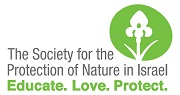 The Society for the
Protection of Nature in Israel
Educate. Love. Protect.